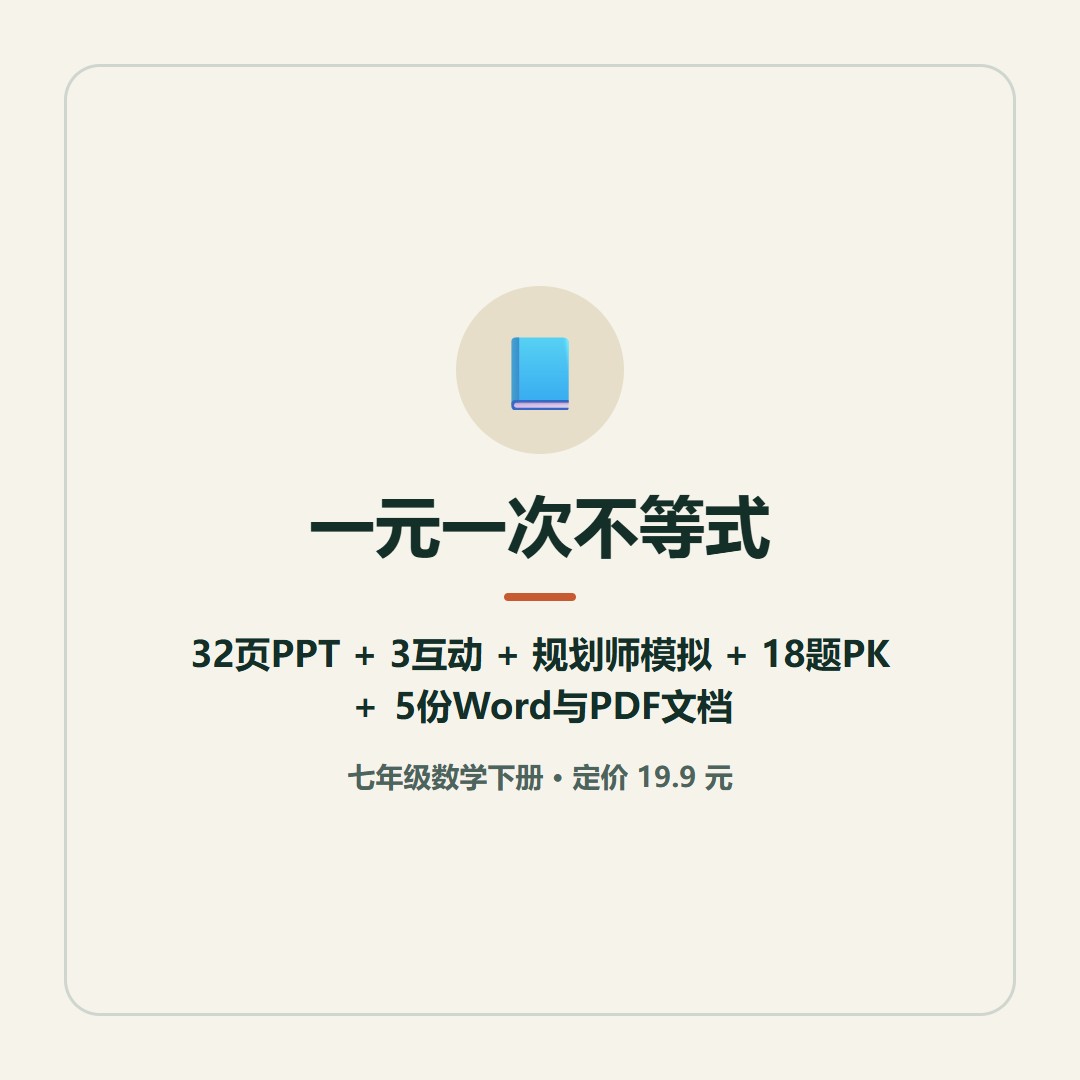 一元一次不等式
32页PPT + 3互动 + 规划师模拟 + 18题PK
+ 5份Word与PDF文档
七年级数学下册 • 定价 19.9 元